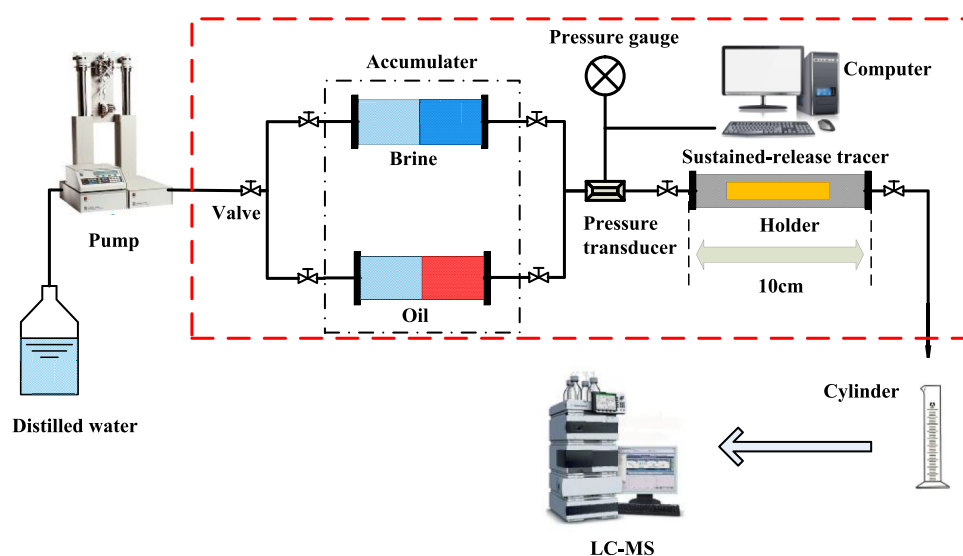 Pressure gauge
Accumulater
Computer
Brine
Sustained-release tracer
Valve
Pressure
transducer
Holder
Pump
10cm
Oil
Cylinder
Distilled water
LC-MS